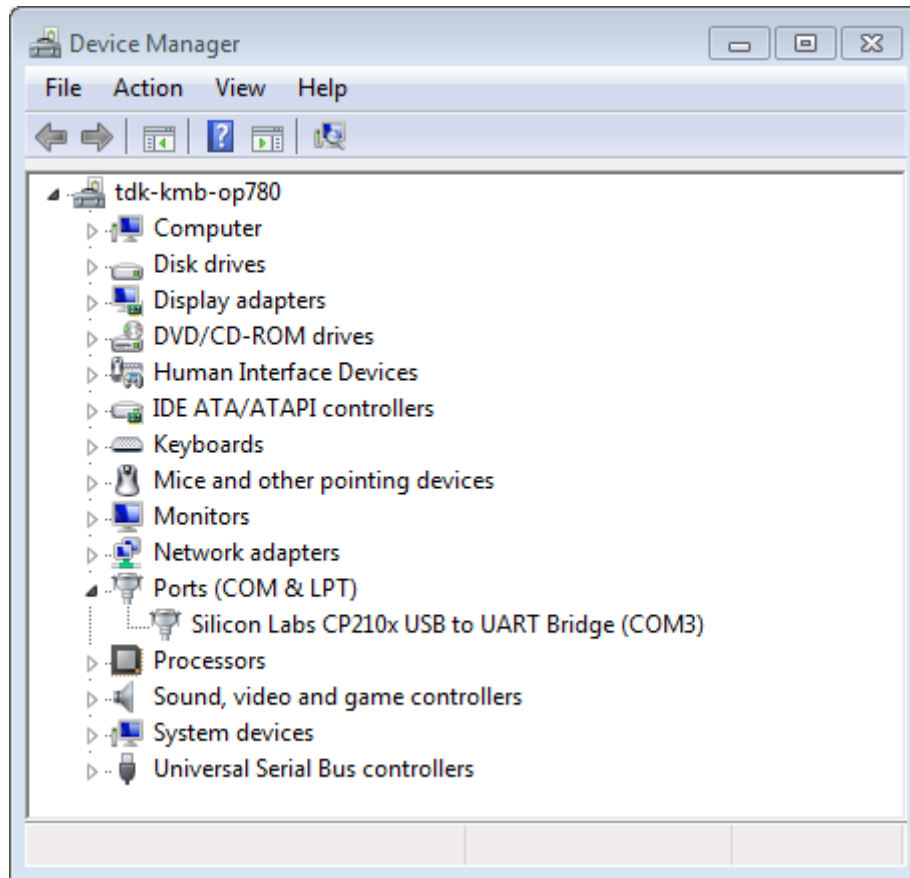 Device Manager
File Action View Help
tdk-kmb-op780
Computer
Disk drives
Display adapters
DVD/CD-ROM drives
Human Interface Devices
IDE ATA/ATAPI controllers
Keyboards
Mice and other pointing devices
Monitors
Network adapters
Ports (COM & LPT)
Silicon Labs CP210x USB to UART Bridge (COM3)
Processors
Sound, video and game controllers
System devices
Universal Serial Bus controllers